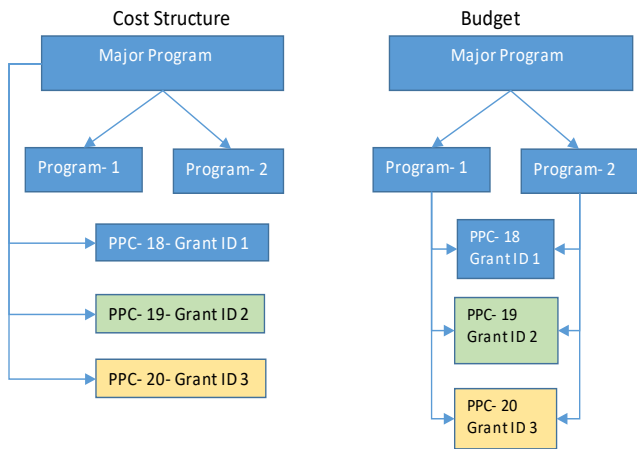 Cost Structure
Major Program
Program- 1
Program- 2
PPC- 18- Grant ID 1
PPC- 19- Grant ID 2
PPC- 20- Grant ID 3
Budget
Major Program
Program- 1
Program- 2
PPC- 18
Grant ID 1
PPC- 19
Grant ID 2
PPC- 20
Grant ID 3